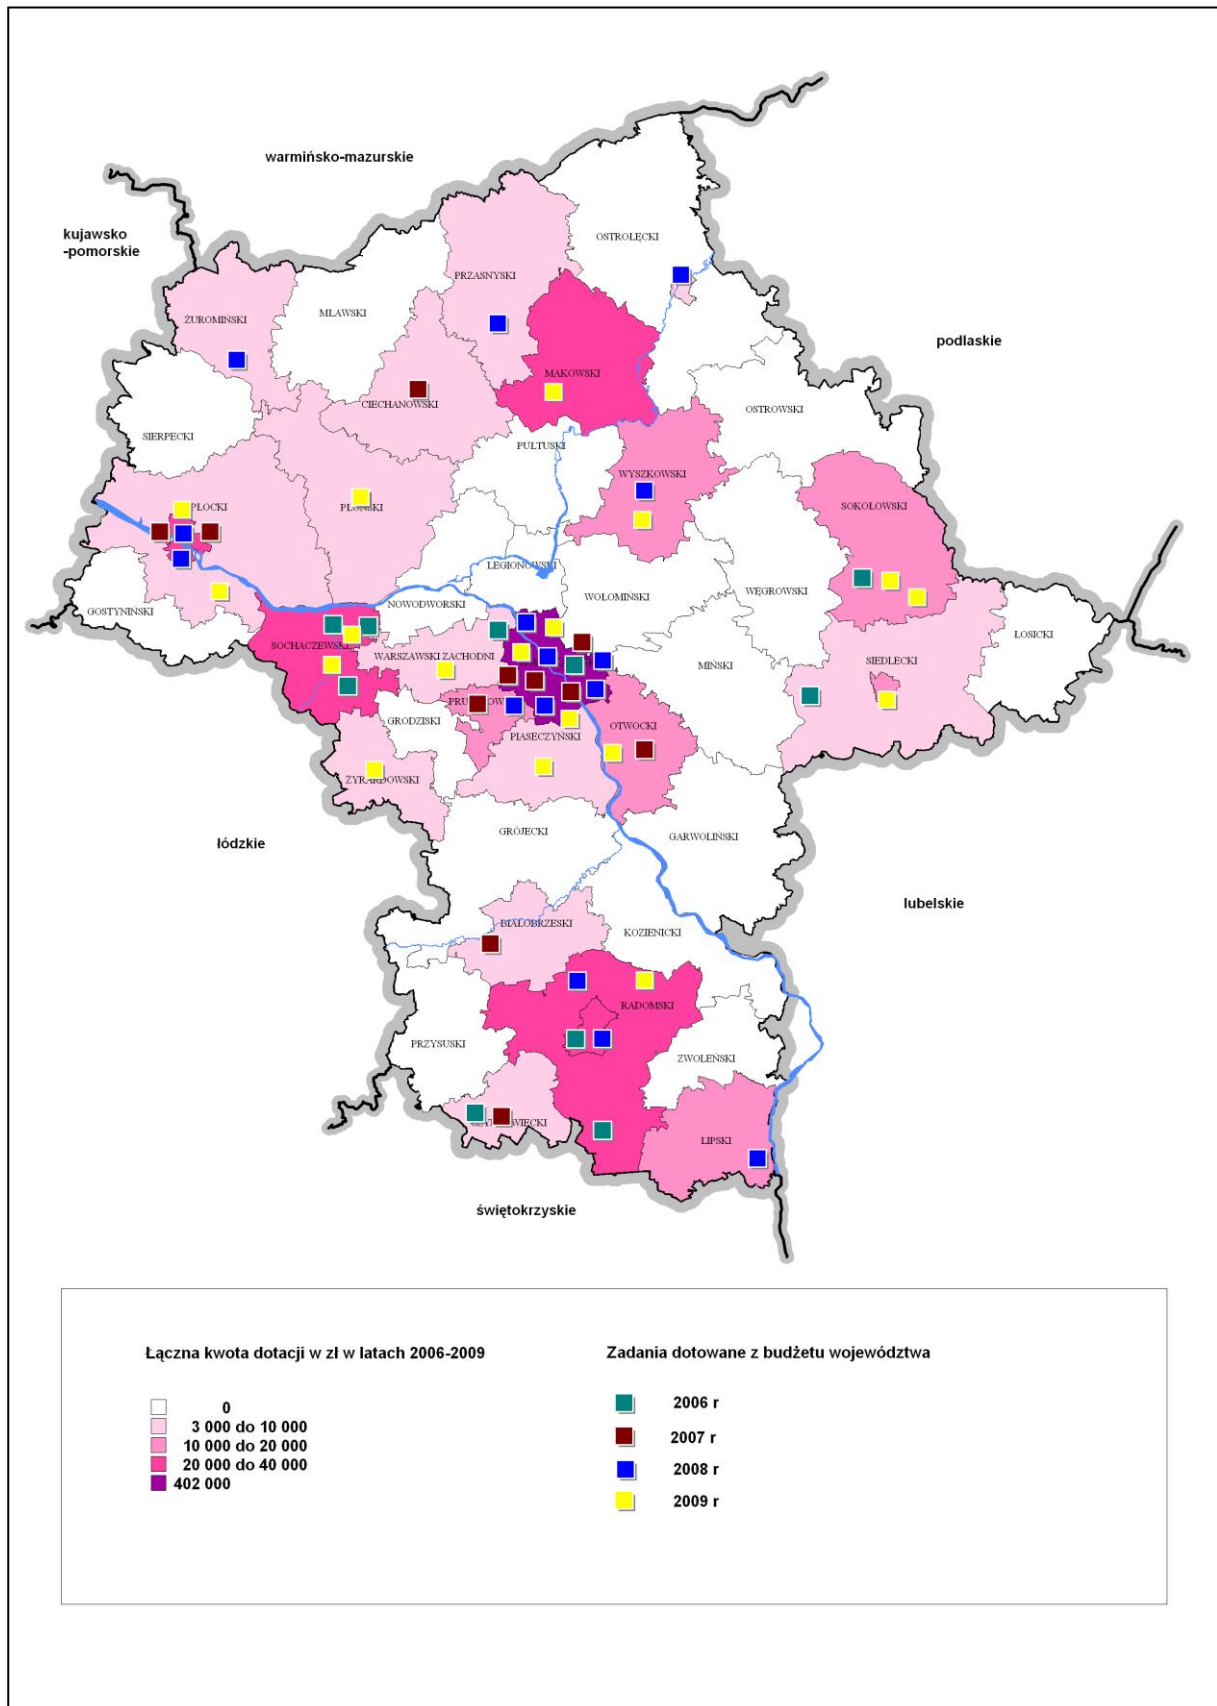 warmińsko-mazurskie
kujawsko
-pomorskie
OSTROŁĘCKI
PRZASNYSKI
ŻUROMIŃSKI
MŁAWSKI
podlaskie
MAKOWSKI
CIECHANOWSKI
OSTROWSKI
SIERPECKI
PUŁTUSKI
WYSZKOWSKI
SOKOŁOWSKI
PŁOCKI
LEGIONOWSKI
WOŁOMIŃSKI
WĘGROWSKI
GOSTYNIŃSKI
NOWODWORSKI
ŁOSICKI
SOCHACZEWSKI
WARSZAWSKI ZACHODNI
MIŃSKI
SIEDLECKI
GRODZISKI
OTWOCKI
PIASECZYŃSKI
GRÓJECKI
GARWOLIŃSKI
łódzkie
lubelskie
BIAŁOBRZESKI
KOZIENICKI
RADOMSKI
PRZYSUSKI
ZWOLEŃSKI
LIPSKI
świętokrzyskie
Łączna kwota dotacji w zł w latach 2006-2009
0
3 000 do 10 000
10 000 do 20 000
20 000 do 40 000
402 000
Zadania dotowane z budżetu województwa
2006 r
2007 r
2008 r
2009 r